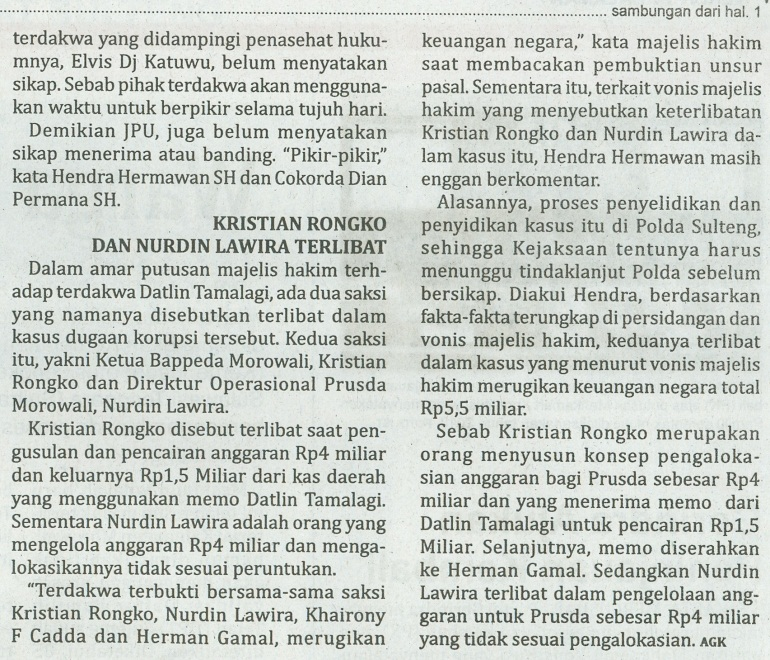 sambungan dari hal. 1
terdakwa yang didampingi penasehat huku-
mnya, Elvis Dj Katuwu, belum menyatakan
sikap. Sebab pihak terdakwa akan mengguna-
kan waktu untuk berpikir selama tujuh hari.
Demikian JPU, juga belum menyatakan
sikap menerima atau banding. “Pikir-pikir,”
kata Hendra Hermawan SH dan Cokorda Dian
Permana SH.
KRISTIAN RONGKO
DAN NURDIN LAWIRA TERLIBAT
Dalam amar putusan majelis hakim terh-
adap terdakwa Datlin Tamalagi, ada dua saksi
yang namanya disebutkan terlibat dalam
kasus dugaan korupsi tersebut. Kedua saksi
itu, yakni Ketua Bappeda Morowali, Kristian
Rongko dan Direktur Operasional Prusda
Morowali, Nurdin Lawira.
Kristian Rongko disebut terlibat saat pen-
gusulan dan pencairan anggaran Rp4 miliar
dan keluarnya Rp1,5 Miliar dari kas daerah
yang menggunakan memo Datlin Tamalagi.
Sementara Nurdin Lawira adalah orang yang
mengelola anggaran Rp4 miliar dan menga-
lokasikannya tidak sesuai peruntukan.
“Terdakwa terbukti bersama-sama saksi
Kristian Rongko, Nurdin Lawira, Khairony
F Cadda dan Herman Gamal, merugikan
keuangan negara,” kata majelis hakim
saat membacakan pembuktian unsur
pasal. Sementara itu, terkait vonis majelis
hakim yang menyebutkan keterlibatan
Kristian Rongko dan Nurdin Lawira da-
lam kasus itu, Hendra Hermawan masih
enggan berkomentar.
Alasannya, proses penyelidikan dan
penyidikan kasus itu di Polda Sulteng,
sehingga Kejaksaan tentunya harus
menunggu tindaklanjut Polda sebelum
bersikap. Diakui Hendra, berdasarkan
fakta-fakta terungkap di persidangan dan
vonis majelis hakim, keduanya terlibat
dalam kasus yang menurut vonis majelis
hakim merugikan keuangan negara total
Rp5,5 miliar.
Sebab Kristian Rongko merupakan
orang menyusun konsep pengaloka-
sian anggaran bagi Prusda sebesar Rp4
miliar dan yang menerima memo dari
Datlin Tamalagi untuk pencairan Rp1,5
Miliar. Selanjutnya, memo diserahkan
ke Herman Gamal. Sedangkan Nurdin
Lawira terlibat dalam pengelolaan ang-
garan untuk Prusda sebesar Rp4 miliar
yang tidak sesuai pengalokasian. AGK